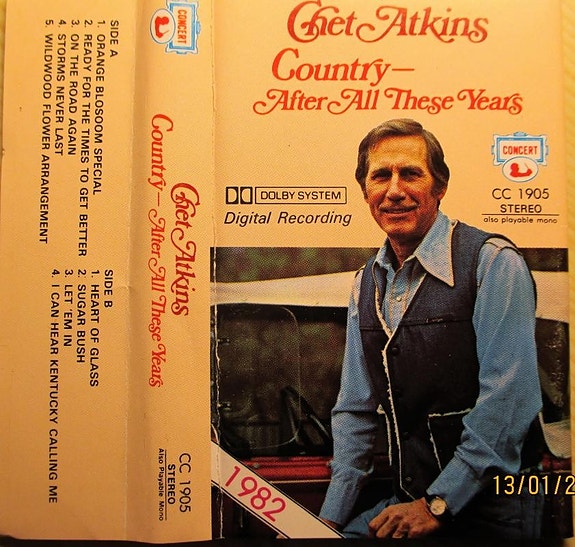 SIDE A
1. ORANGE BLOSOOM SPECIAL
2. READY FOR THE TIMES TO GET BETTER
3. ON THE ROAD AGAIN
4. STORMS NEVER LAST
5. WILDWOOD FLOWER ARRANGEMENT
SIDE B
1. HEART OF GLASS
2. SUGAR BUSH
3. LET 'EM IN
4. I CAN HEAR KENTUCKY CALLING ME
CONCERT
Chet Atkins
Country—After All These Years
CC 1905
STEREO
Also Playable Mono
Chet Atkins
Country—
After All These Years
CONCERT
CC 1905
STEREO
also playable mono
DOLBY SYSTEM
Digital Recording
1982
13/01/2